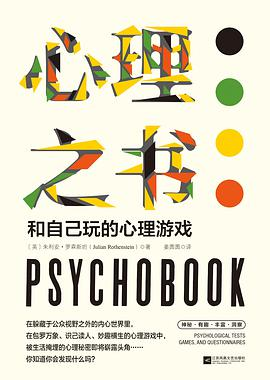 心理
之书
和自己玩的心理游戏
〔英〕朱利安·罗森斯坦（Julian Rothenstein）著 姜茜茜 译
PSYCHOBOOK
在躲藏于公众视野之外的内心世界里，
在包罗万象、识己读人、妙趣横生的心理游戏中，
被生活掩埋的心理秘密即将崭露头角……
你知道你会发现什么吗？
神秘·有趣·丰富·洞察
PSYCHOLOGICAL TESTS
GAMES, AND QUESTIONNAIRES
江苏凤凰文艺出版社